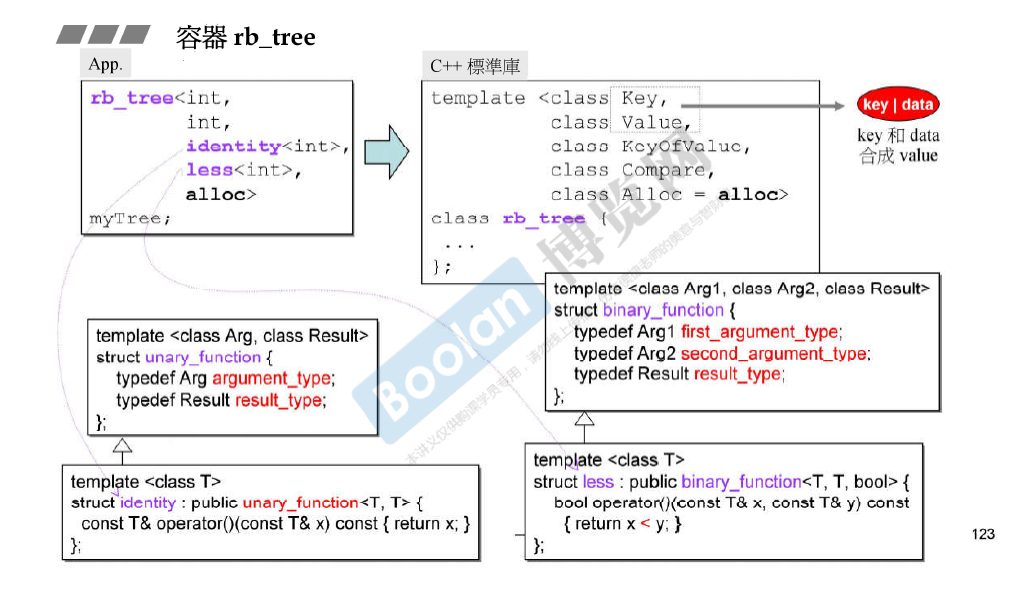 容器 rb_tree
App.
rb_tree<int,
int,
identity<int>,
less<int>,
alloc>
myTree;
C++ 標準庫
template <class Key,
class Value,
class KeyOfValue,
class Compare,
class Alloc = alloc>
class rb_tree {
...
};
key | data
key 和 data
合成 value
template <class Arg, class Result>
struct unary_function {
typedef Arg argument_type;
typedef Result result_type;
};
template <class Arg1, class Arg2, class Result>
struct binary_function {
typedef Arg1 first_argument_type;
typedef Arg2 second_argument_type;
typedef Result result_type;
};
template <class T>
struct identity : public unary_function<T, T> {
const T& operator()(const T& x) const { return x; }
};
template <class T>
struct less : public binary_function<T, T, bool> {
bool operator()(const T& x, const T& y) const
{ return x < y; }
};
123
Boolan 博览网